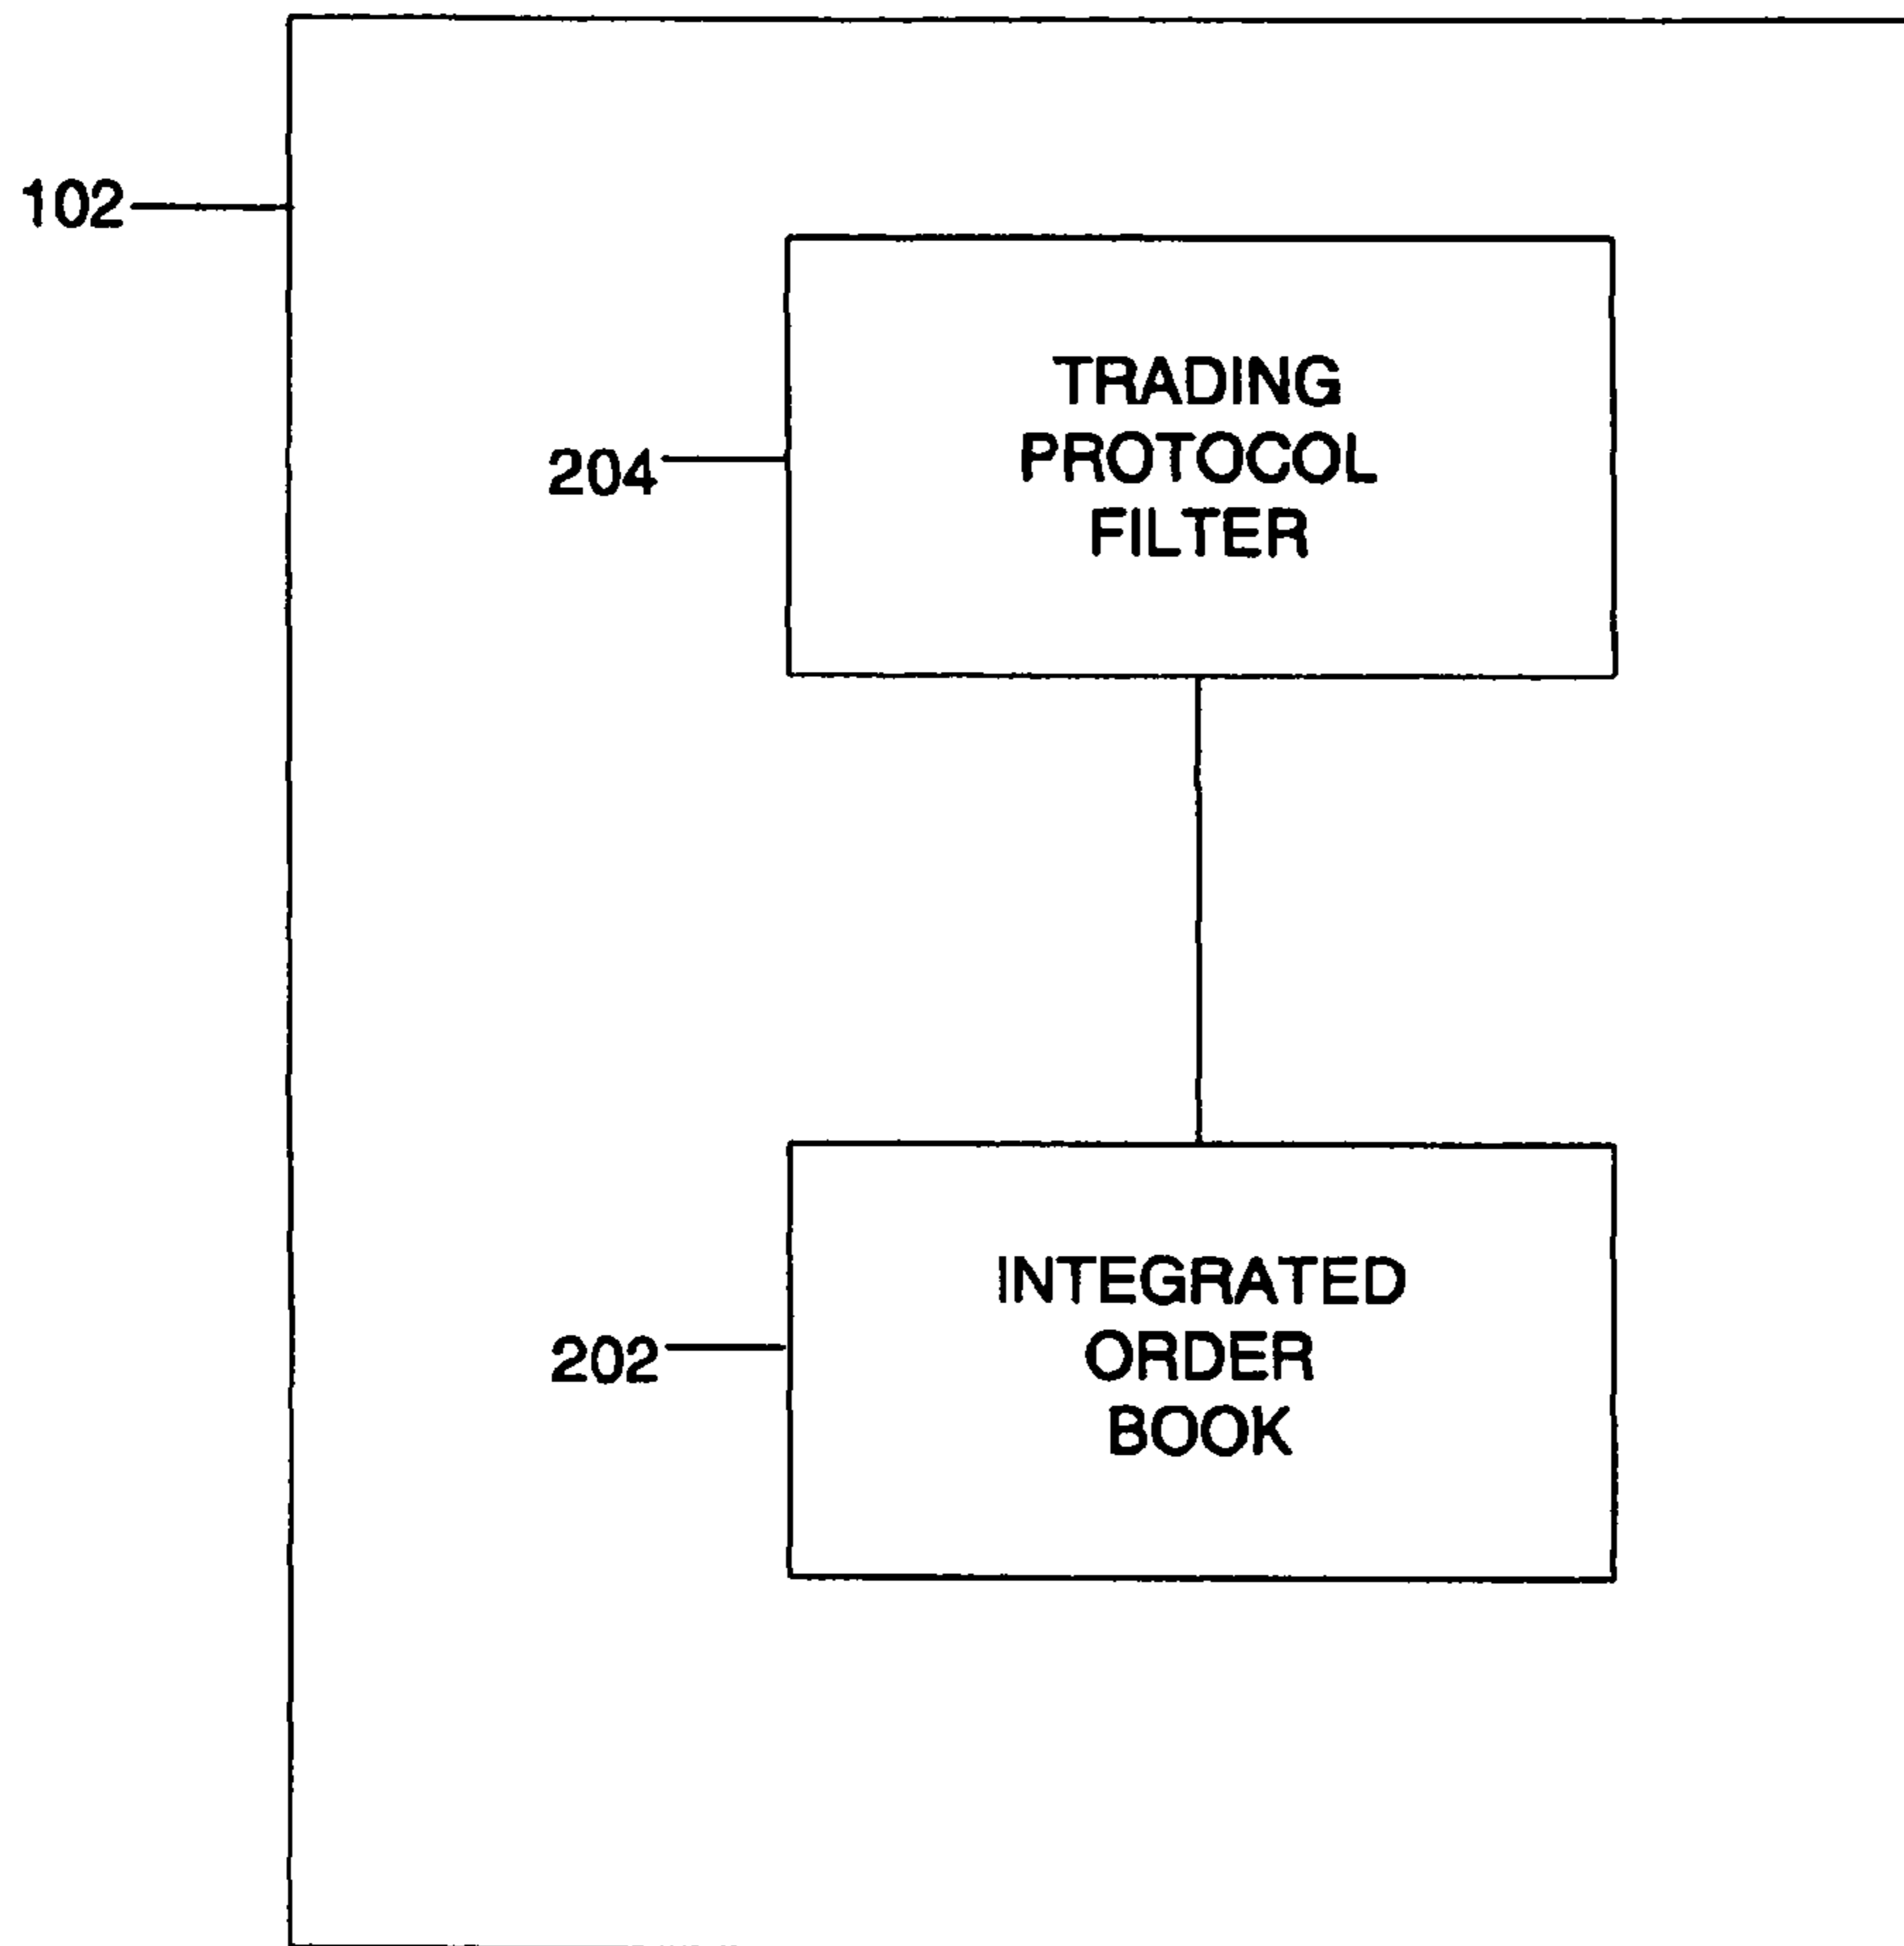 102
TRADING
PROTOCOL
FILTER
204
INTEGRATED
ORDER
BOOK
202